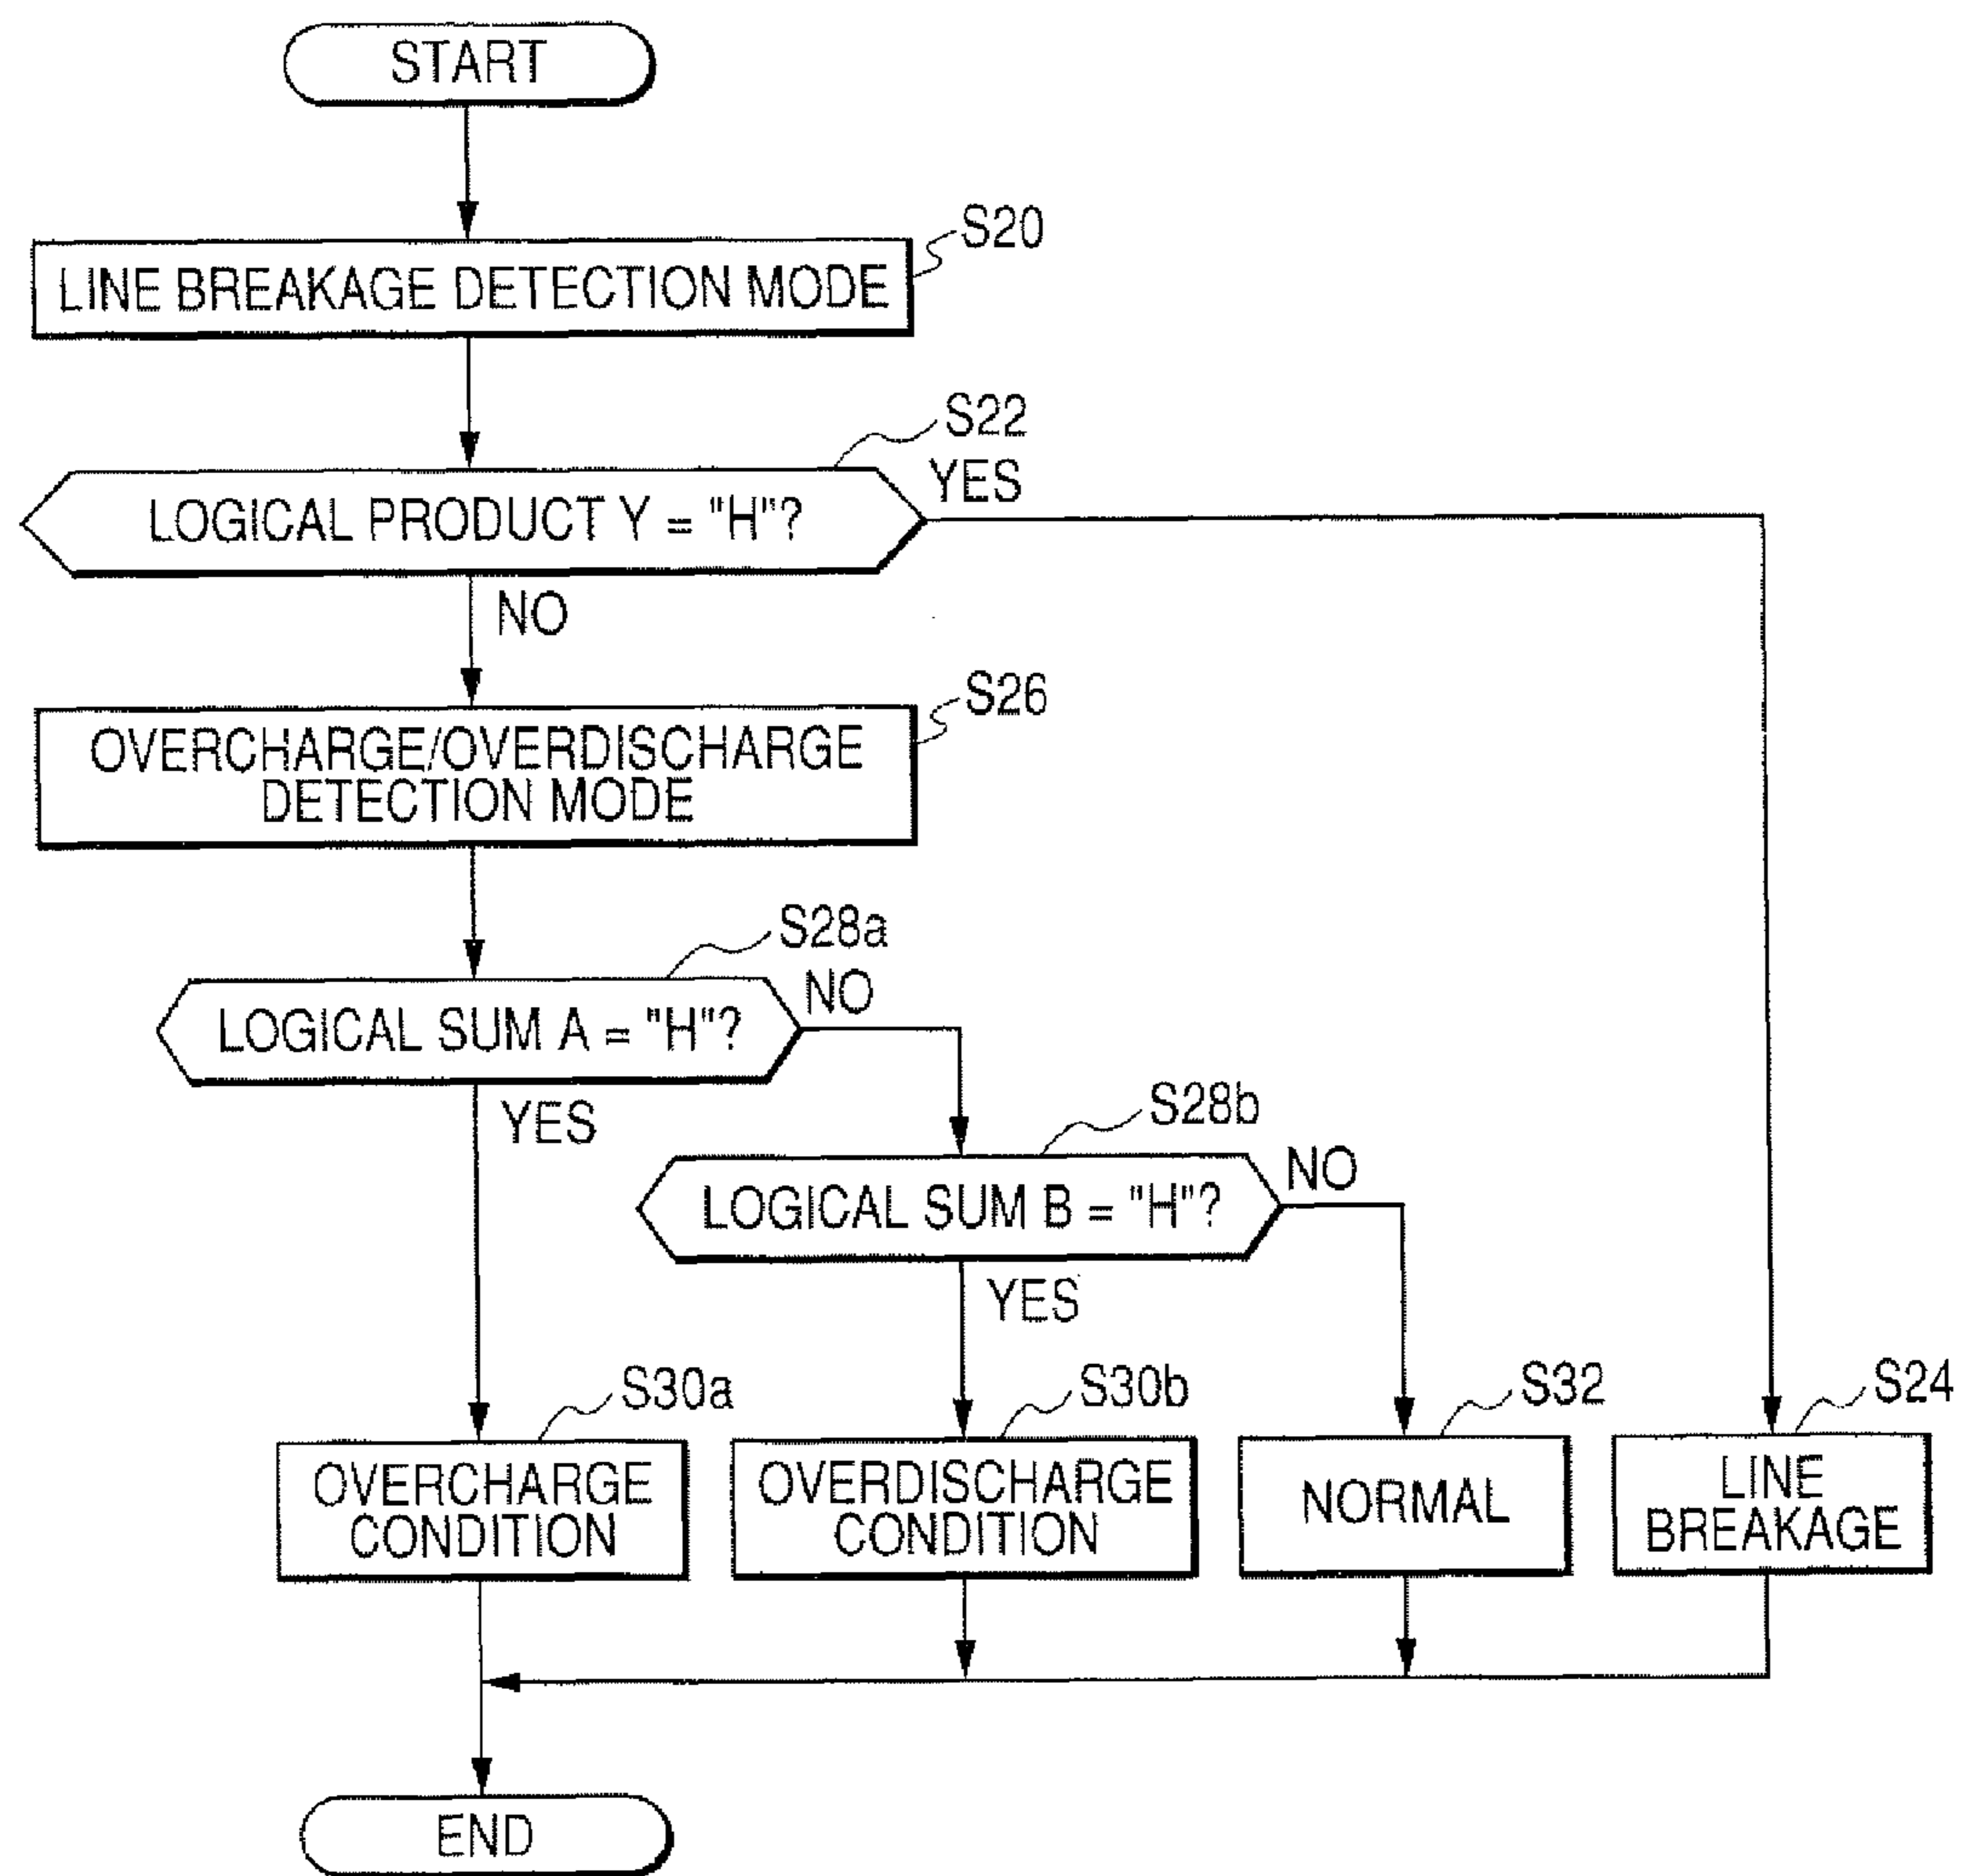 START
S20
LINE BREAKAGE DETECTION MODE
S22
YES
LOGICAL PRODUCT Y = "H"?
NO
S26
OVERCHARGE/OVERDISCHARGE
DETECTION MODE
S28a
NO
LOGICAL SUM A = "H"?
YES
S28b
NO
LOGICAL SUM B = "H"?
YES
S30a
OVERCHARGE
CONDITION
S30b
OVERDISCHARGE
CONDITION
S32
NORMAL
S24
LINE
BREAKAGE
END